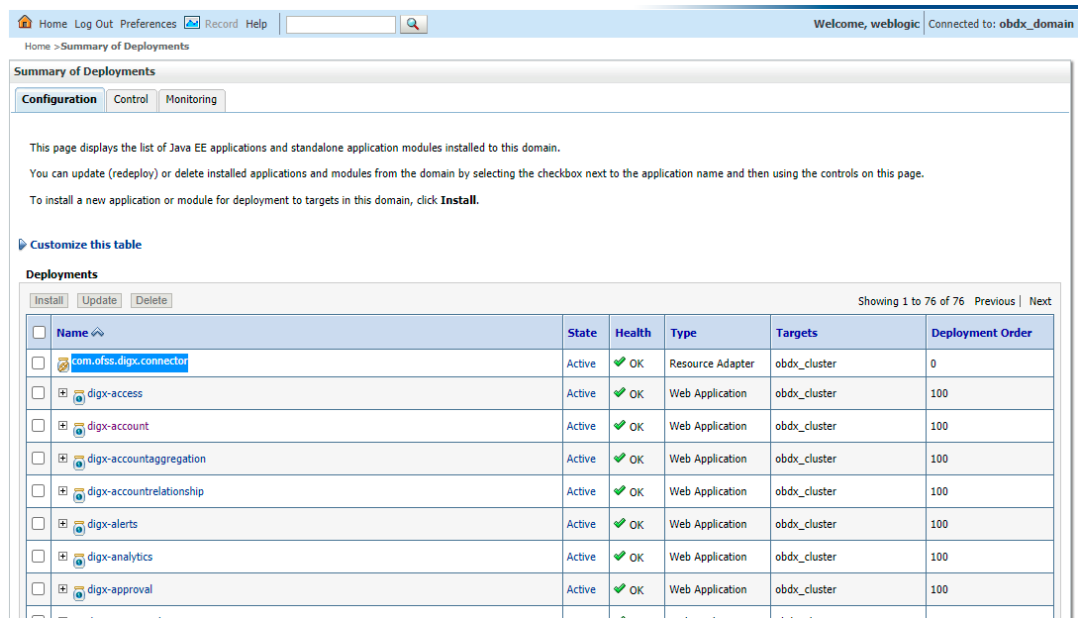 Home Log Out Preferences Record Help Welcome, weblogic Connected to: obdx_domain
Home >Summary of Deployments
Summary of Deployments
Configuration Control Monitoring
This page displays the list of Java EE applications and standalone application modules installed to this domain.
You can update (redeploy) or delete installed applications and modules from the domain by selecting the checkbox next to the application name and then using the controls on this page.
To install a new application or module for deployment to targets in this domain, click Install.
Customize this table
Deployments
Install Update Delete Showing 1 to 76 of 76 Previous | Next
Name State Health Type Targets Deployment Order
com.ofss.digx.connector Active OK Resource Adapter obdx_cluster 0
digx-access Active OK Web Application obdx_cluster 100
digx-account Active OK Web Application obdx_cluster 100
digx-accountaggregation Active OK Web Application obdx_cluster 100
digx-accountrelationship Active OK Web Application obdx_cluster 100
digx-alerts Active OK Web Application obdx_cluster 100
digx-analytics Active OK Web Application obdx_cluster 100
digx-approval Active OK Web Application obdx_cluster 100